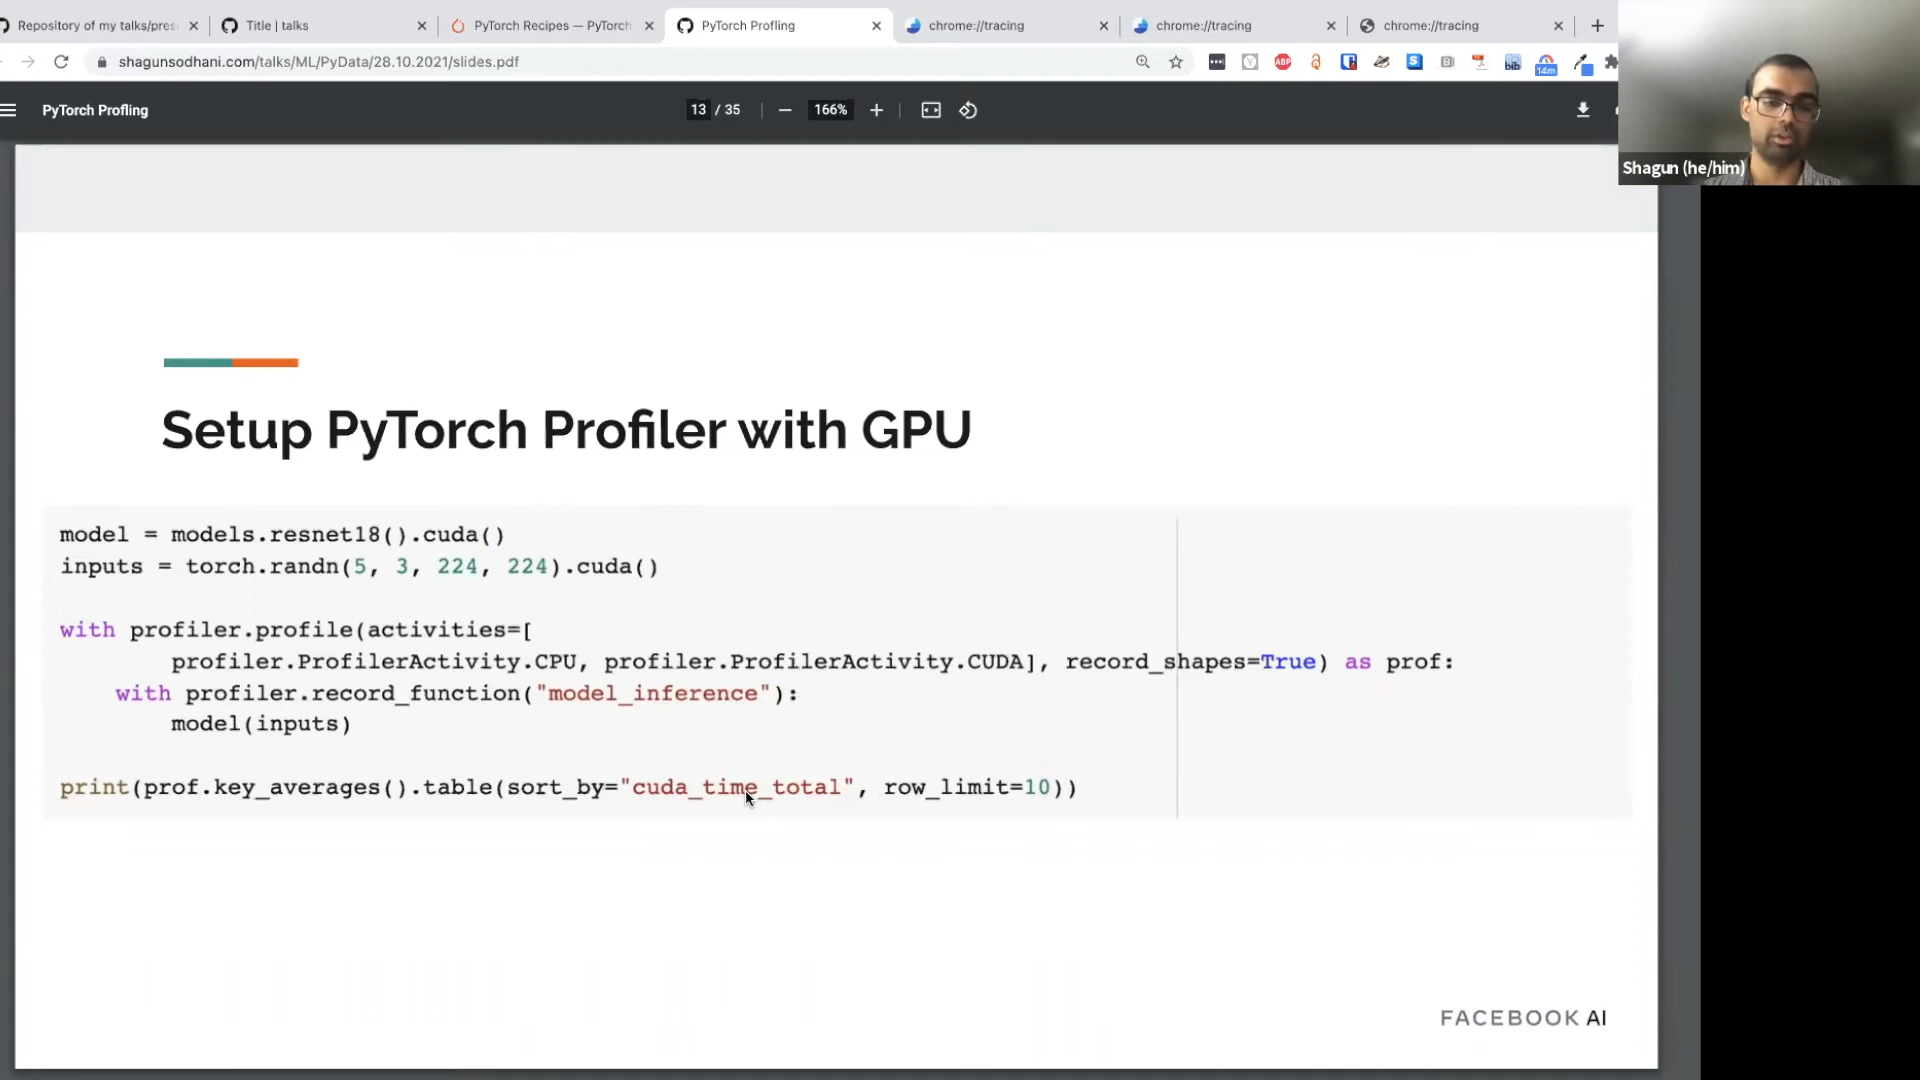 Repository of my talks/pres
Title | talks
PyTorch Recipes — PyTorch
PyTorch Profling
chrome://tracing
chrome://tracing
chrome://tracing
shagunsodhani.com/talks/ML/PyData/28.10.2021/slides.pdf
ABP
bib
14m
PyTorch Profling
13 / 35
166%
Shagun (he/him)
Setup PyTorch Profiler with GPU
model = models.resnet18().cuda()
inputs = torch.randn(5, 3, 224, 224).cuda()
with profiler.profile(activities=[
profiler.ProfilerActivity.CPU, profiler.ProfilerActivity.CUDA], record_shapes=True) as prof:
with profiler.record_function("model_inference"):
model(inputs)
print(prof.key_averages().table(sort_by="cuda_time_total", row_limit=10))
FACEBOOK AI